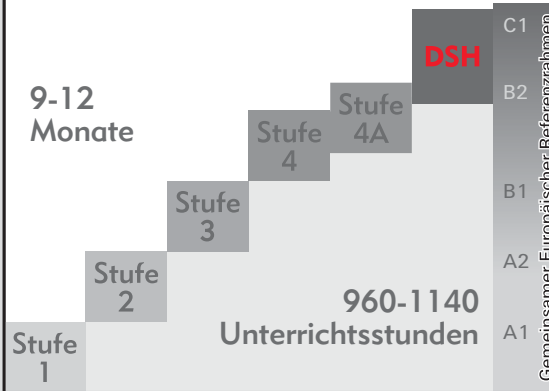 9-12
Monate
Stufe
1
Stufe
2
Stufe
3
Stufe
4
Stufe
4A
DSH
960-1140
Unterrichtsstunden
C1
B2
B1
A2
A1
Gemeinsamer Europäischer Referenzrahmen